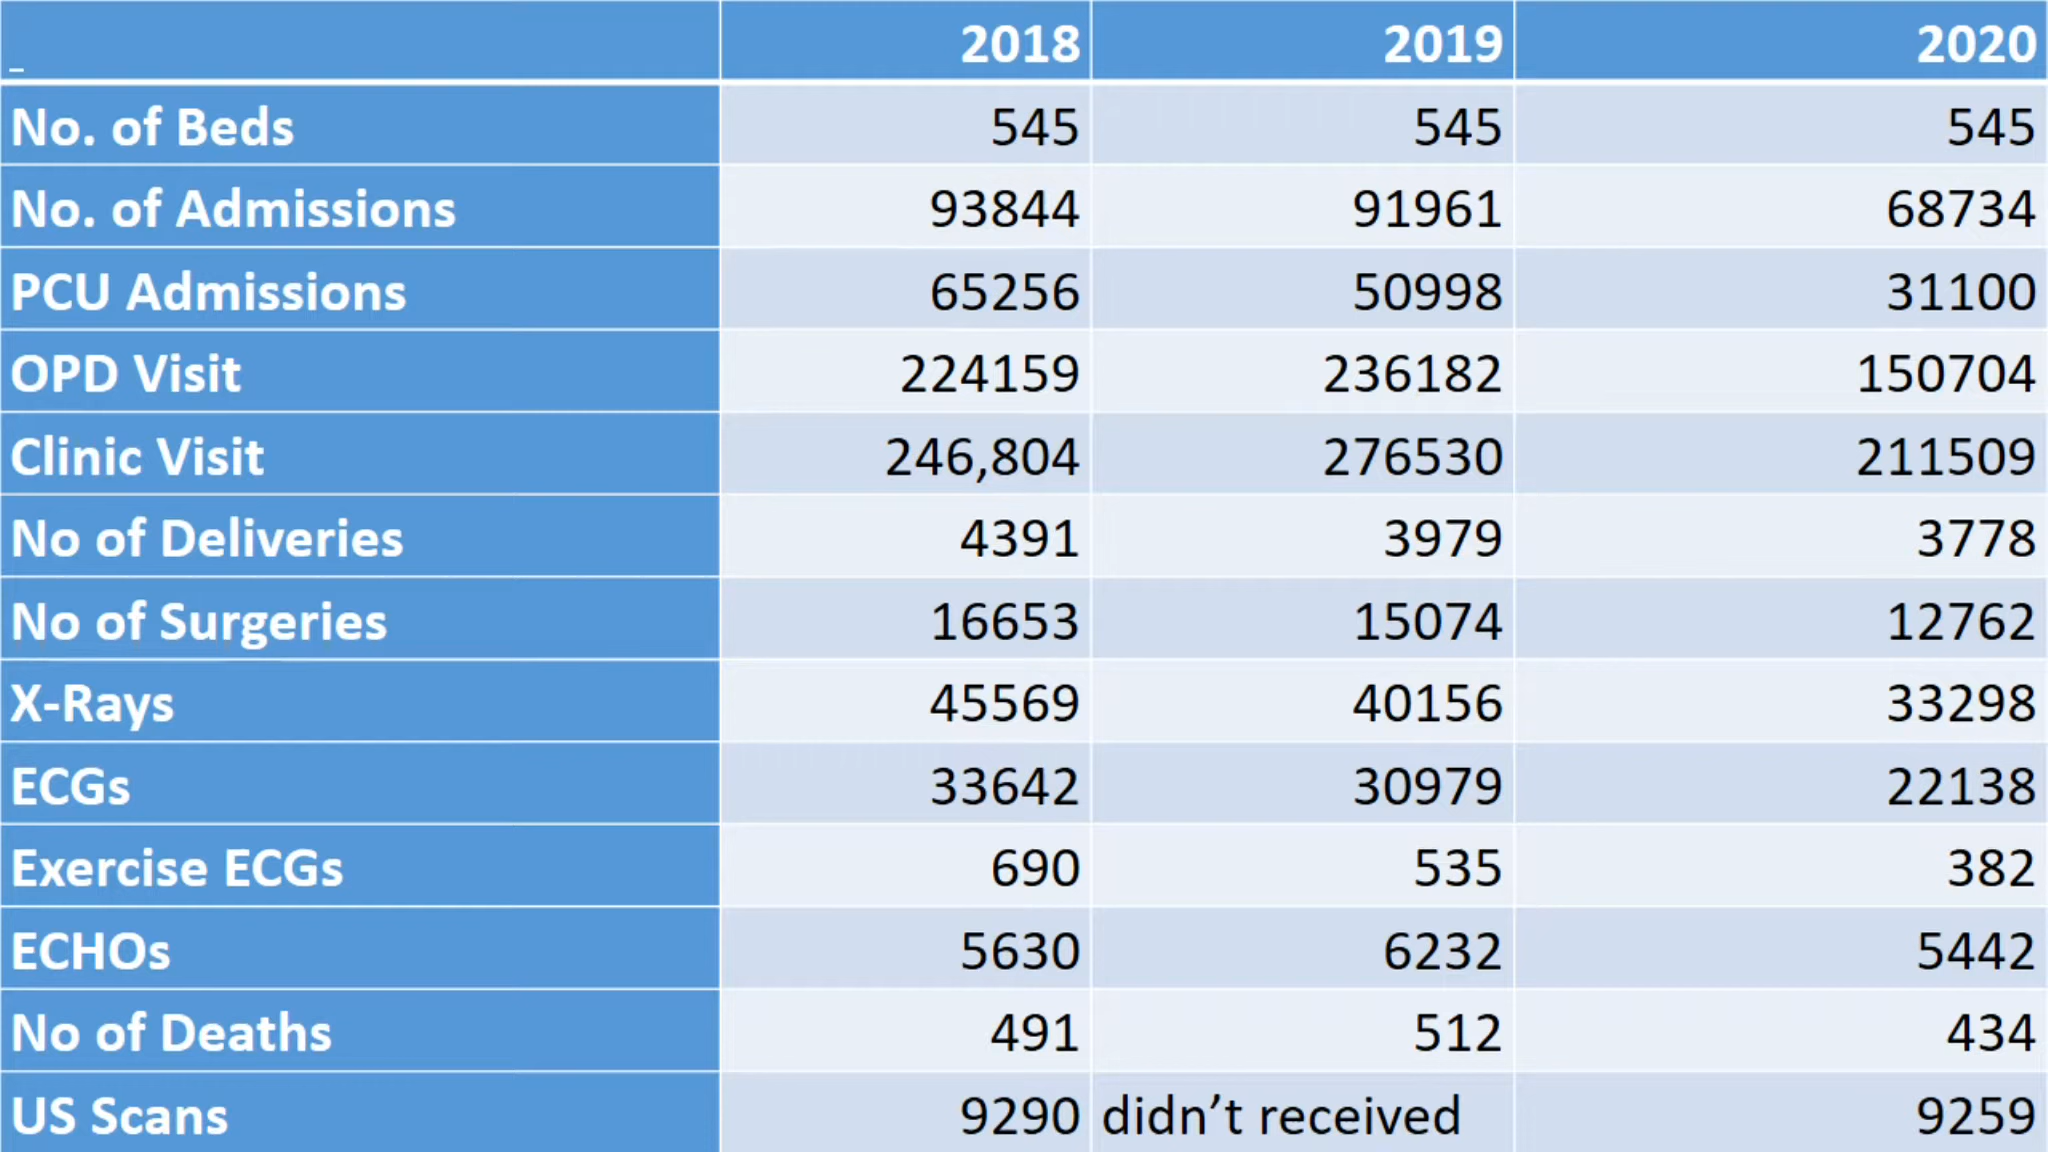 _ 2018 2019 2020
No. of Beds 545 545 545
No. of Admissions 93844 91961 68734
PCU Admissions 65256 50998 31100
OPD Visit 224159 236182 150704
Clinic Visit 246,804 276530 211509
No of Deliveries 4391 3979 3778
No of Surgeries 16653 15074 12762
X-Rays 45569 40156 33298
ECGs 33642 30979 22138
Exercise ECGs 690 535 382
ECHOs 5630 6232 5442
No of Deaths 491 512 434
US Scans 9290 didn’t received 9259